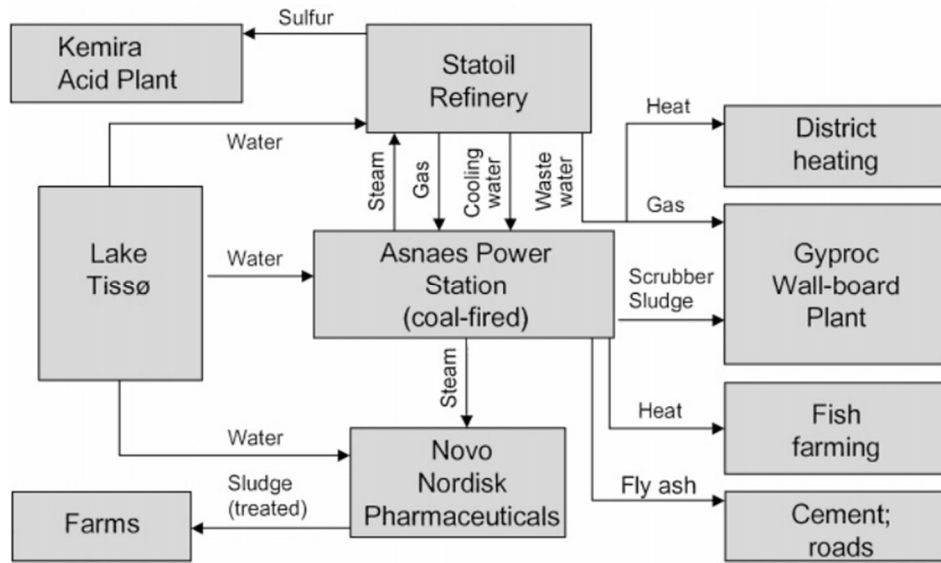 Sulfur
Kemira
Acid Plant
Statoil
Refinery
Heat
District
heating
Water
Steam
Gas
Cooling
water
Waste
water
Gas
Lake
Tissø
Water
Asnaes Power
Station
(coal-fired)
Scrubber
Sludge
Gyproc
Wall-board
Plant
Steam
Heat
Fish
farming
Water
Novo
Nordisk
Pharmaceuticals
Sludge
(treated)
Farms
Fly ash
Cement;
roads